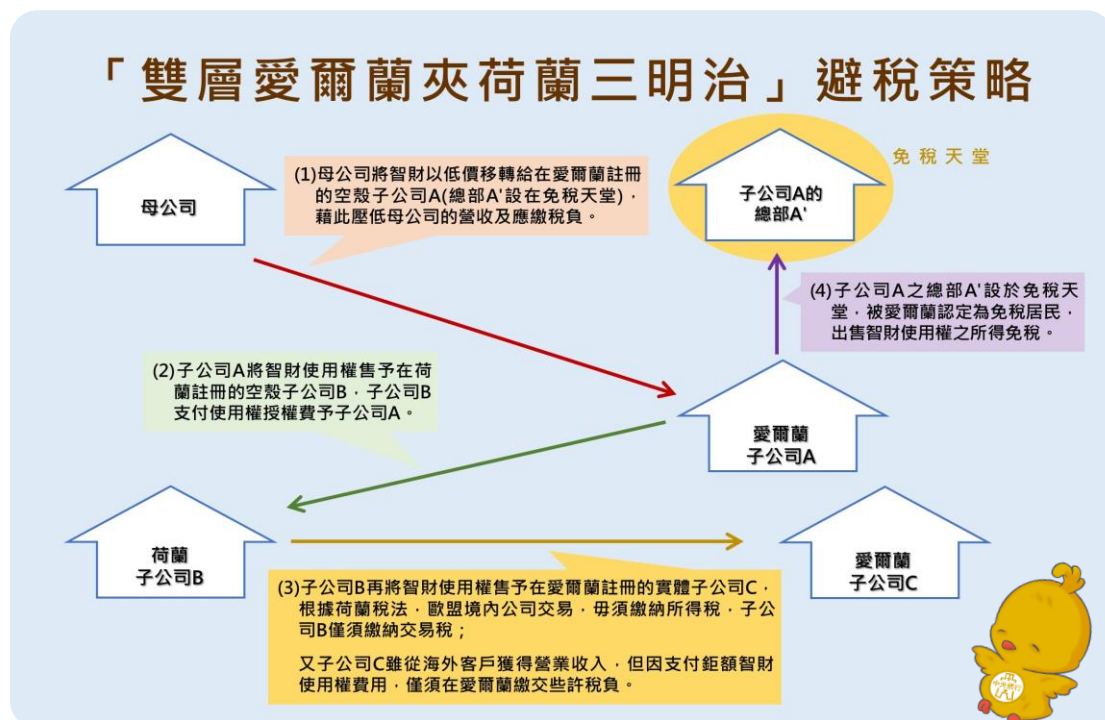 「雙層愛爾蘭夾荷蘭三明治」避稅策略
母公司
(1)母公司將智財以低價移轉給在愛爾蘭註冊
的空殼子公司A(總部A'設在免稅天堂)，
藉此壓低母公司的營收及應繳稅負。
子公司A的
總部A'
免稅天堂
(4)子公司A之總部A'設於免稅天
堂，被愛爾蘭認定為免稅居民，
出售智財使用權之所得免稅。
(2)子公司A將智財使用權售予在荷
蘭註冊的空殼子公司B，子公司B
支付使用權授權費予子公司A。
愛爾蘭
子公司A
荷蘭
子公司B
愛爾蘭
子公司C
(3)子公司B再將智財使用權售予在愛爾蘭註冊的實體子公司C，
根據荷蘭稅法，歐盟境內公司交易，毋須繳納所得稅，子公
司B僅須繳納交易稅；
又子公司C雖從海外客戶獲得營業收入，但因支付鉅額智財
使用權費用，僅須在愛爾蘭繳交些許稅負。
中央銀行